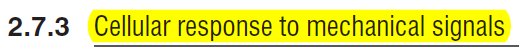 2.7.3 Cellular response to mechanical signals